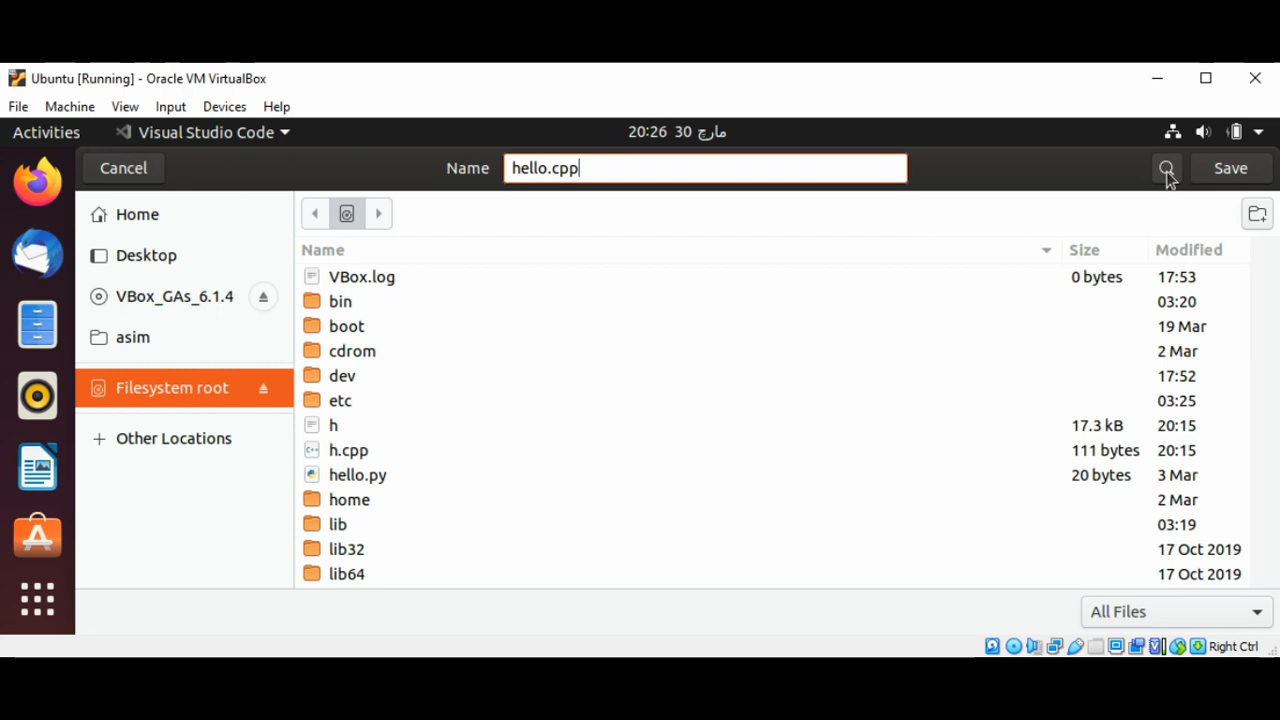 Ubuntu [Running] - Oracle VM VirtualBox
File Machine View Input Devices Help
Activities Visual Studio Code 20:26 30 مارچ
Cancel Name hello.cpp Save
Home
Desktop
VBox_GAs_6.1.4
asim
Filesystem root
Other Locations
Name Size Modified
VBox.log 0 bytes 17:53
bin 03:20
boot 19 Mar
cdrom 2 Mar
dev 17:52
etc 03:25
h 17.3 kB 20:15
h.cpp 111 bytes 20:15
hello.py 20 bytes 3 Mar
home 2 Mar
lib 03:19
lib32 17 Oct 2019
lib64 17 Oct 2019
All Files
Right Ctrl